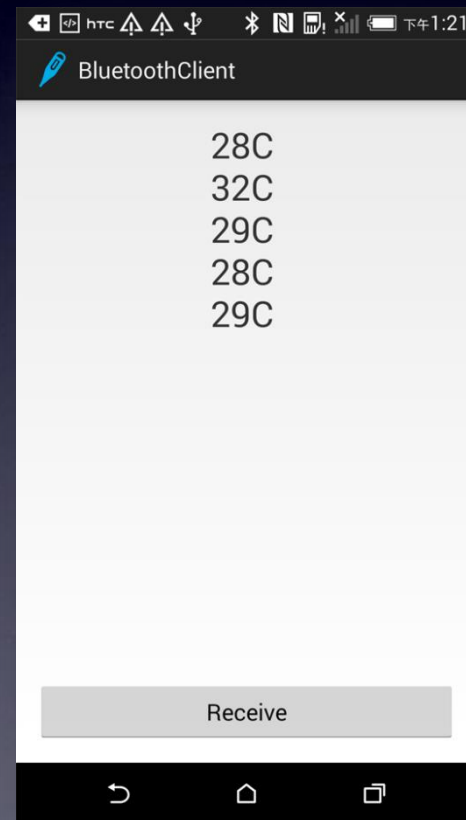 htc 下午1:21
BluetoothClient
28C
32C
29C
28C
29C
Receive